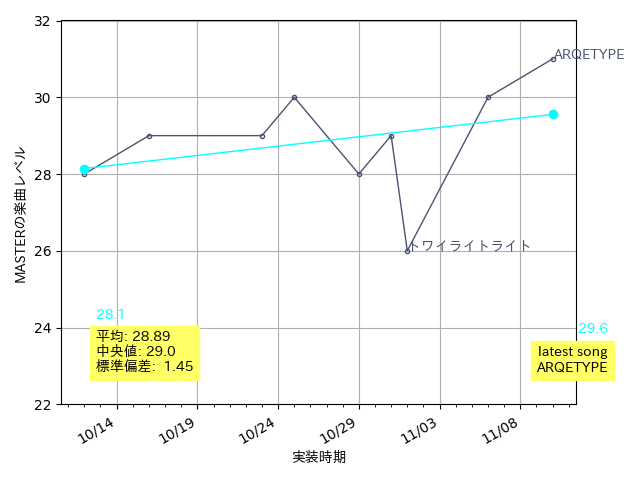 32
30
28
26
24
22
MASTERの楽曲レベル
ARQETYPE
トワイライトライト
28.1
29.6
平均: 28.89
中央値: 29.0
標準偏差: 1.45
latest song
ARQETYPE
10/14
10/19
10/24
10/29
11/03
11/08
実装時期